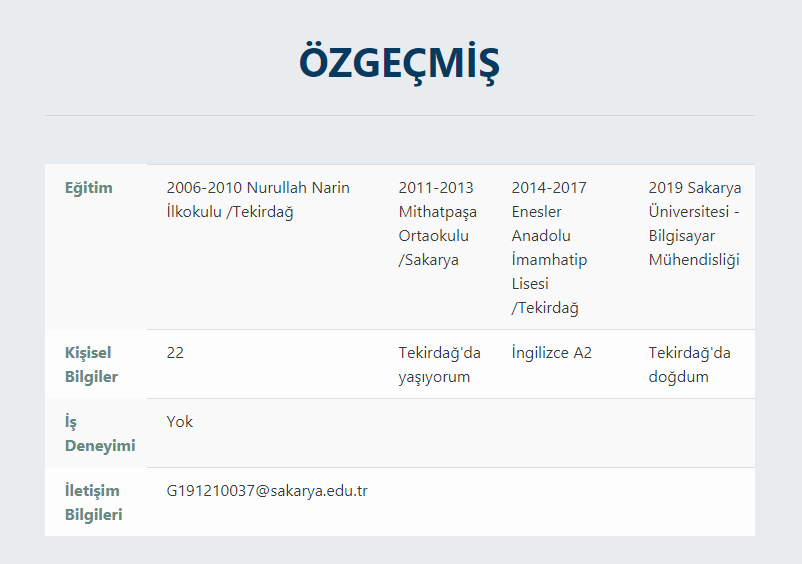 ÖZGEÇMİŞ
Eğitim
2006-2010 Nurullah Narin
İlkokulu /Tekirdağ
2011-2013
Mithatpaşa
Ortaokulu
/Sakarya
2014-2017
Enesler
Anadolu
İmamhatip
Lisesi
/Tekirdağ
2019 Sakarya
Üniversitesi -
Bilgisayar
Mühendisliği
Kişisel
Bilgiler
22
Tekirdağ'da
yaşıyorum
İngilizce A2
Tekirdağ'da
doğdum
İş
Deneyimi
Yok
İletişim
Bilgileri
G191210037@sakarya.edu.tr